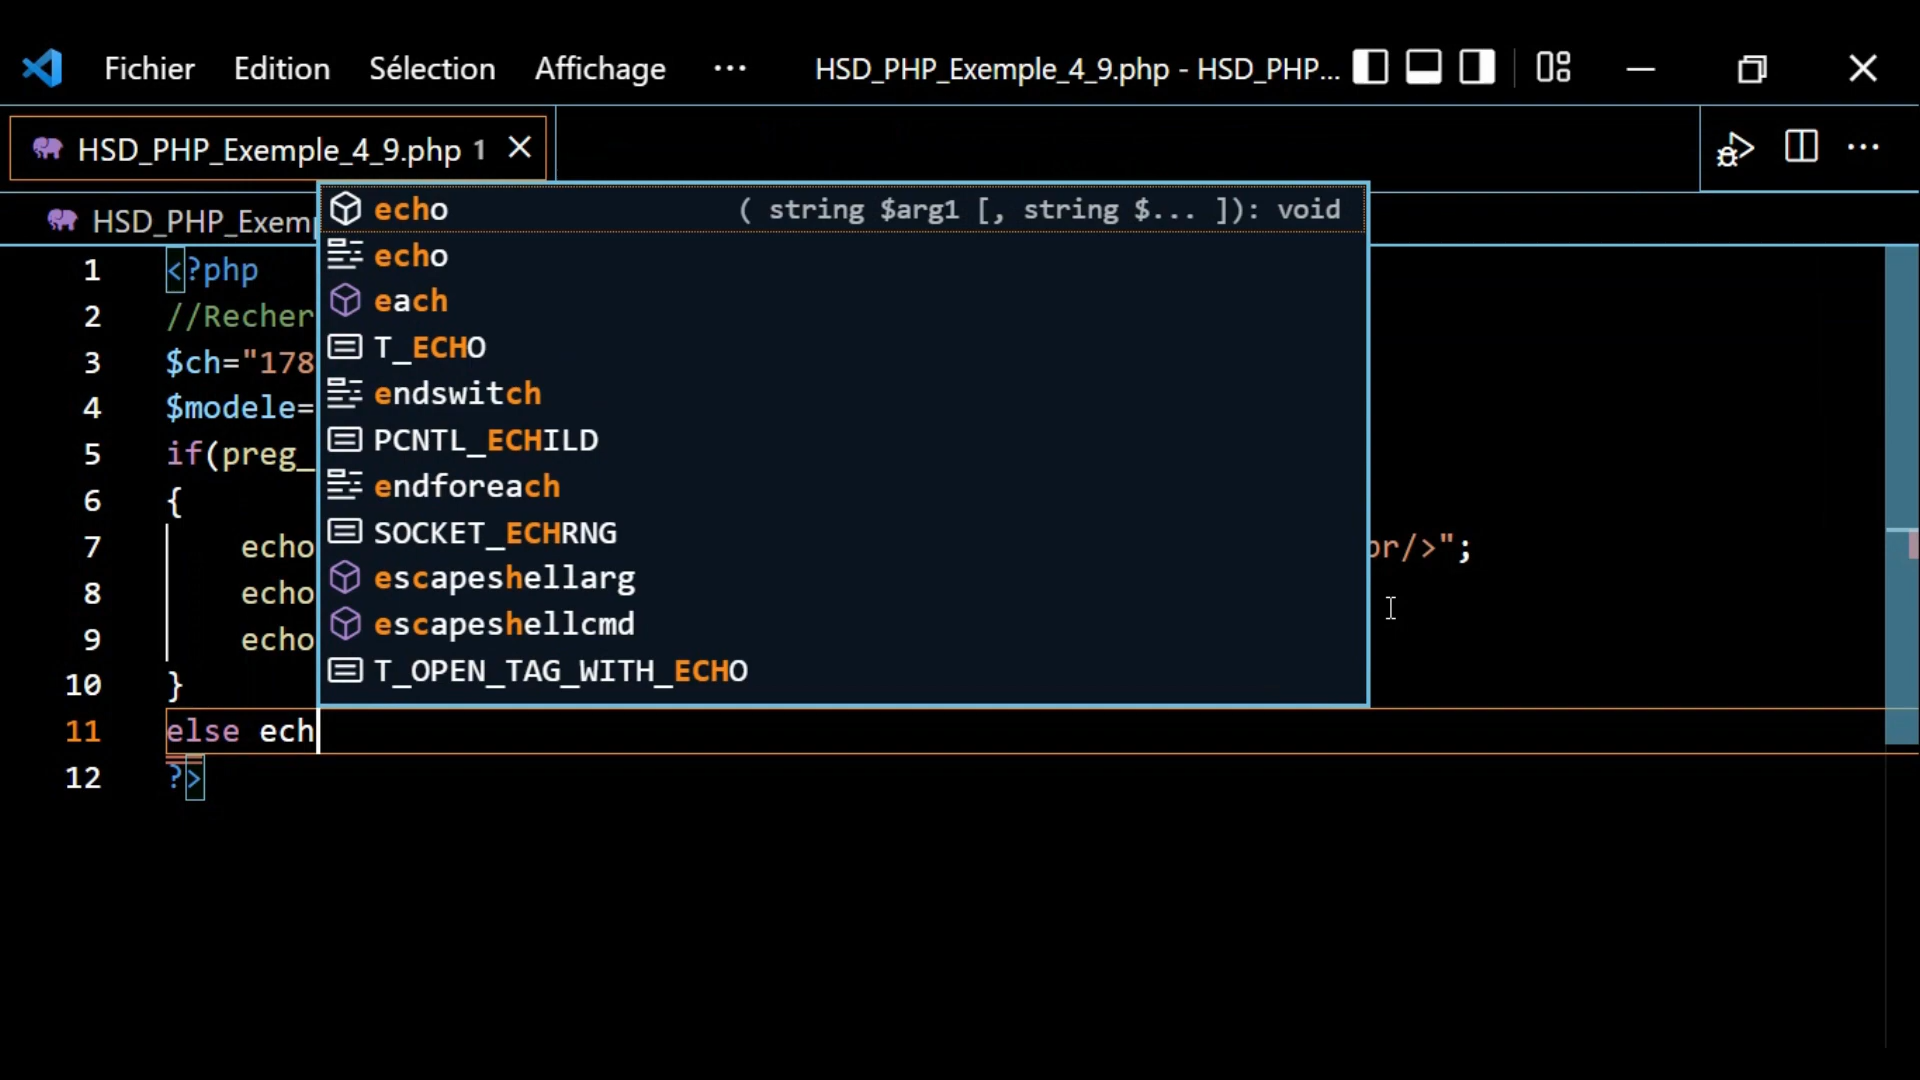 Fichier Edition Sélection Affichage ··· HSD_PHP_Exemple_4_9.php - HSD_PHP...
HSD_PHP_Exemple_4_9.php 1
HSD_PHP_Exemp
1 <?php
2 //Recher
3 $ch="178
4 $modele=
5 if(preg_
6 {
7 echo br/>";
8 echo
9 echo
10 }
11 else ech
12 ?>
echo ( string $arg1 [, string $... ]): void
echo
each
T_ECHO
endswitch
PCNTL_ECHILD
endforeach
SOCKET_ECHRNG
escapeshellarg
escapeshellcmd
T_OPEN_TAG_WITH_ECHO